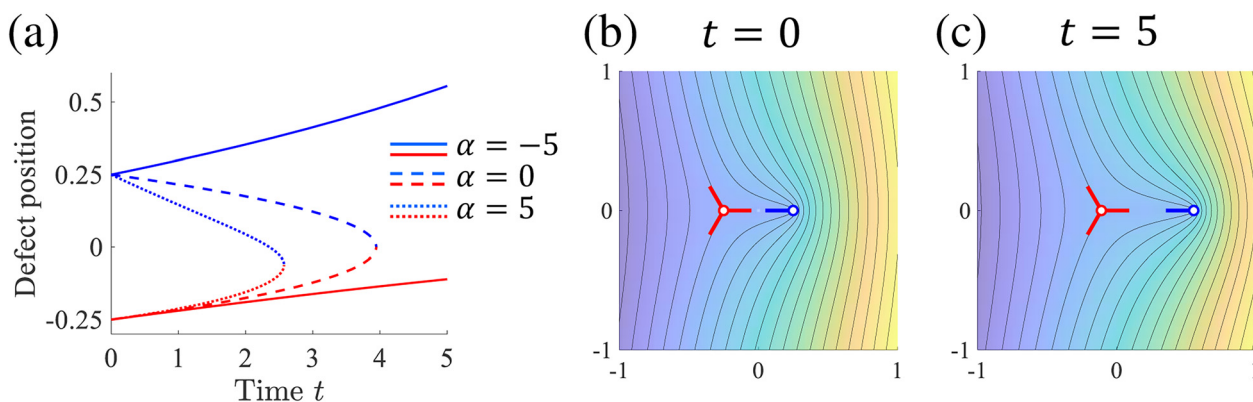 (a)
Defect position
0.5
0.25
0
-0.25
0 1 2 3 4 5
Time t
α = −5
α = 0
α = 5
(b) t = 0
1
0
-1
-1 0 1
(c) t = 5
1
0
-1
-1 0 1